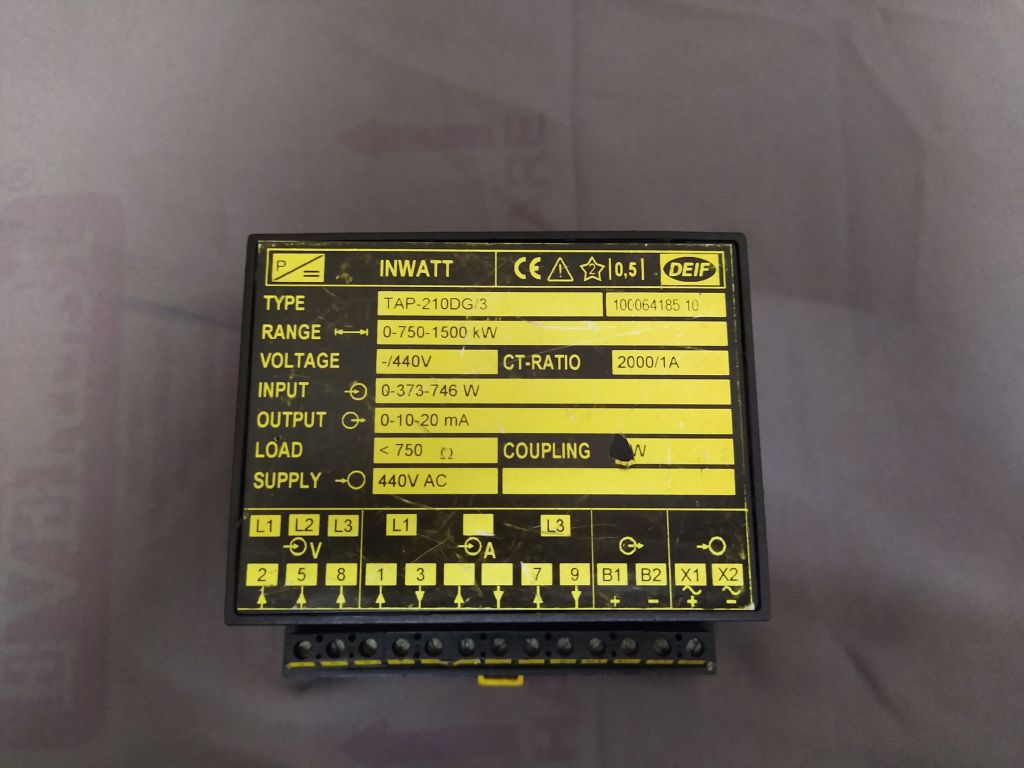 P INWATT CE 2 0,5 DEIF
TYPE TAP-210DG/3 100064185.10
RANGE 0-750-1500 kW
VOLTAGE -/440V CT-RATIO 2000/1A
INPUT 0-373-746 W
OUTPUT 0-10-20 mA
LOAD < 750 Ω COUPLING W
SUPPLY 440V AC
L1 L2 L3 L1 L3
V A
2 5 8 1 3 7 9 B1 B2 X1 X2
+ - + -